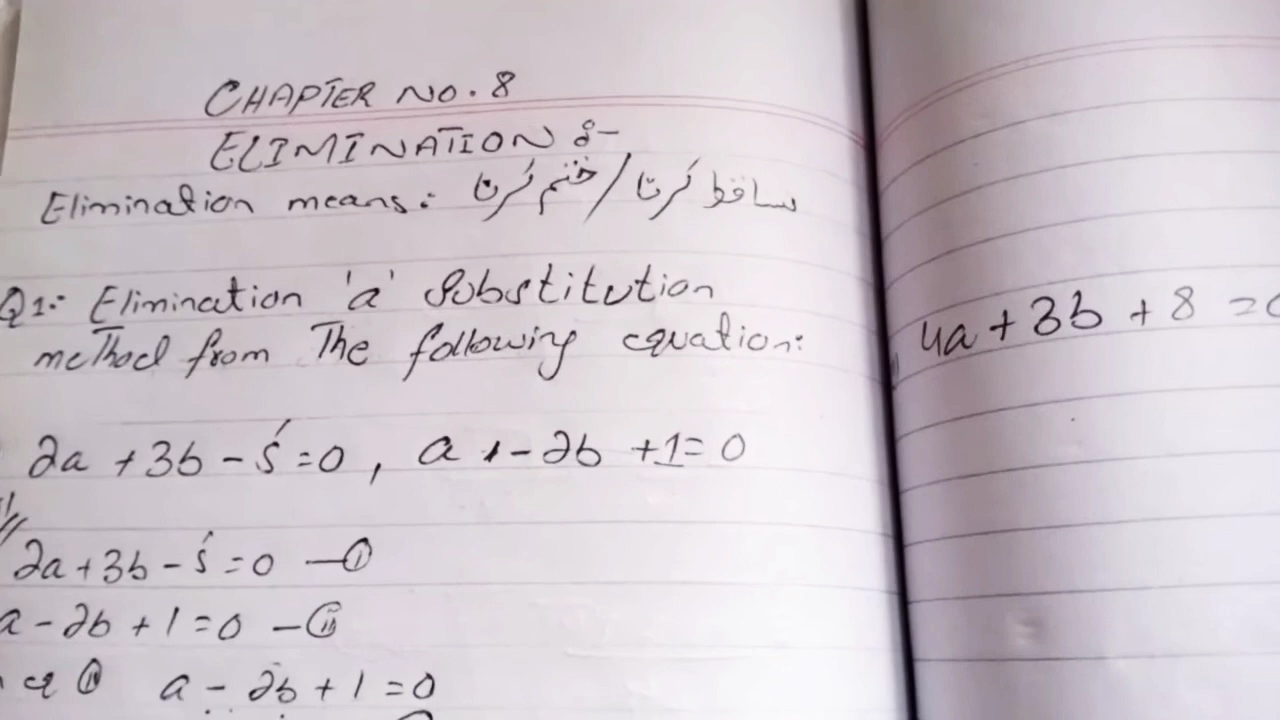 CHAPTER NO. 8
ELIMINATION :-
Elimination means: ساقط کرنا / ختم کرنا
Q1:- Elimination 'a' Substitution
method from The following equation:
2a + 3b - 5 = 0 , a - 2b + 1 = 0
2a + 3b - 5 = 0 — (i)
a - 2b + 1 = 0 — (ii)
eq (ii) a - 2b + 1 = 0
4a + 3b + 8 =